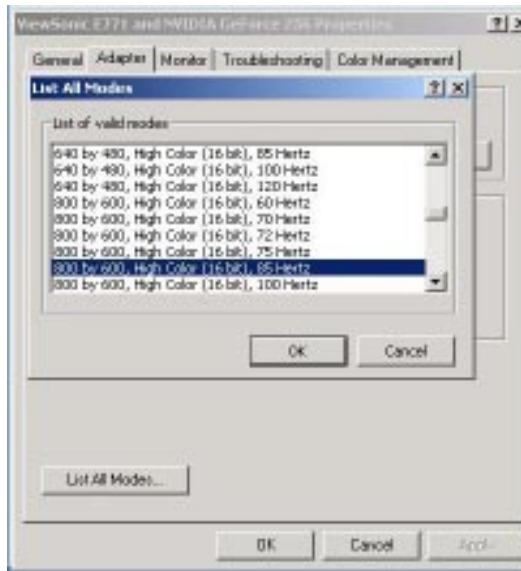 ViewSonic E771 and NVIDIA GeForce 256 Properties
General Adapter Monitor Troubleshooting Color Management
List All Modes
List of valid modes
640 by 480, High Color (16 bit), 85 Hertz
640 by 480, High Color (16 bit), 100 Hertz
640 by 480, High Color (16 bit), 120 Hertz
800 by 600, High Color (16 bit), 60 Hertz
800 by 600, High Color (16 bit), 70 Hertz
800 by 600, High Color (16 bit), 72 Hertz
800 by 600, High Color (16 bit), 75 Hertz
800 by 600, High Color (16 bit), 85 Hertz
800 by 600, High Color (16 bit), 100 Hertz
OK Cancel
List All Modes...
OK Cancel Apply